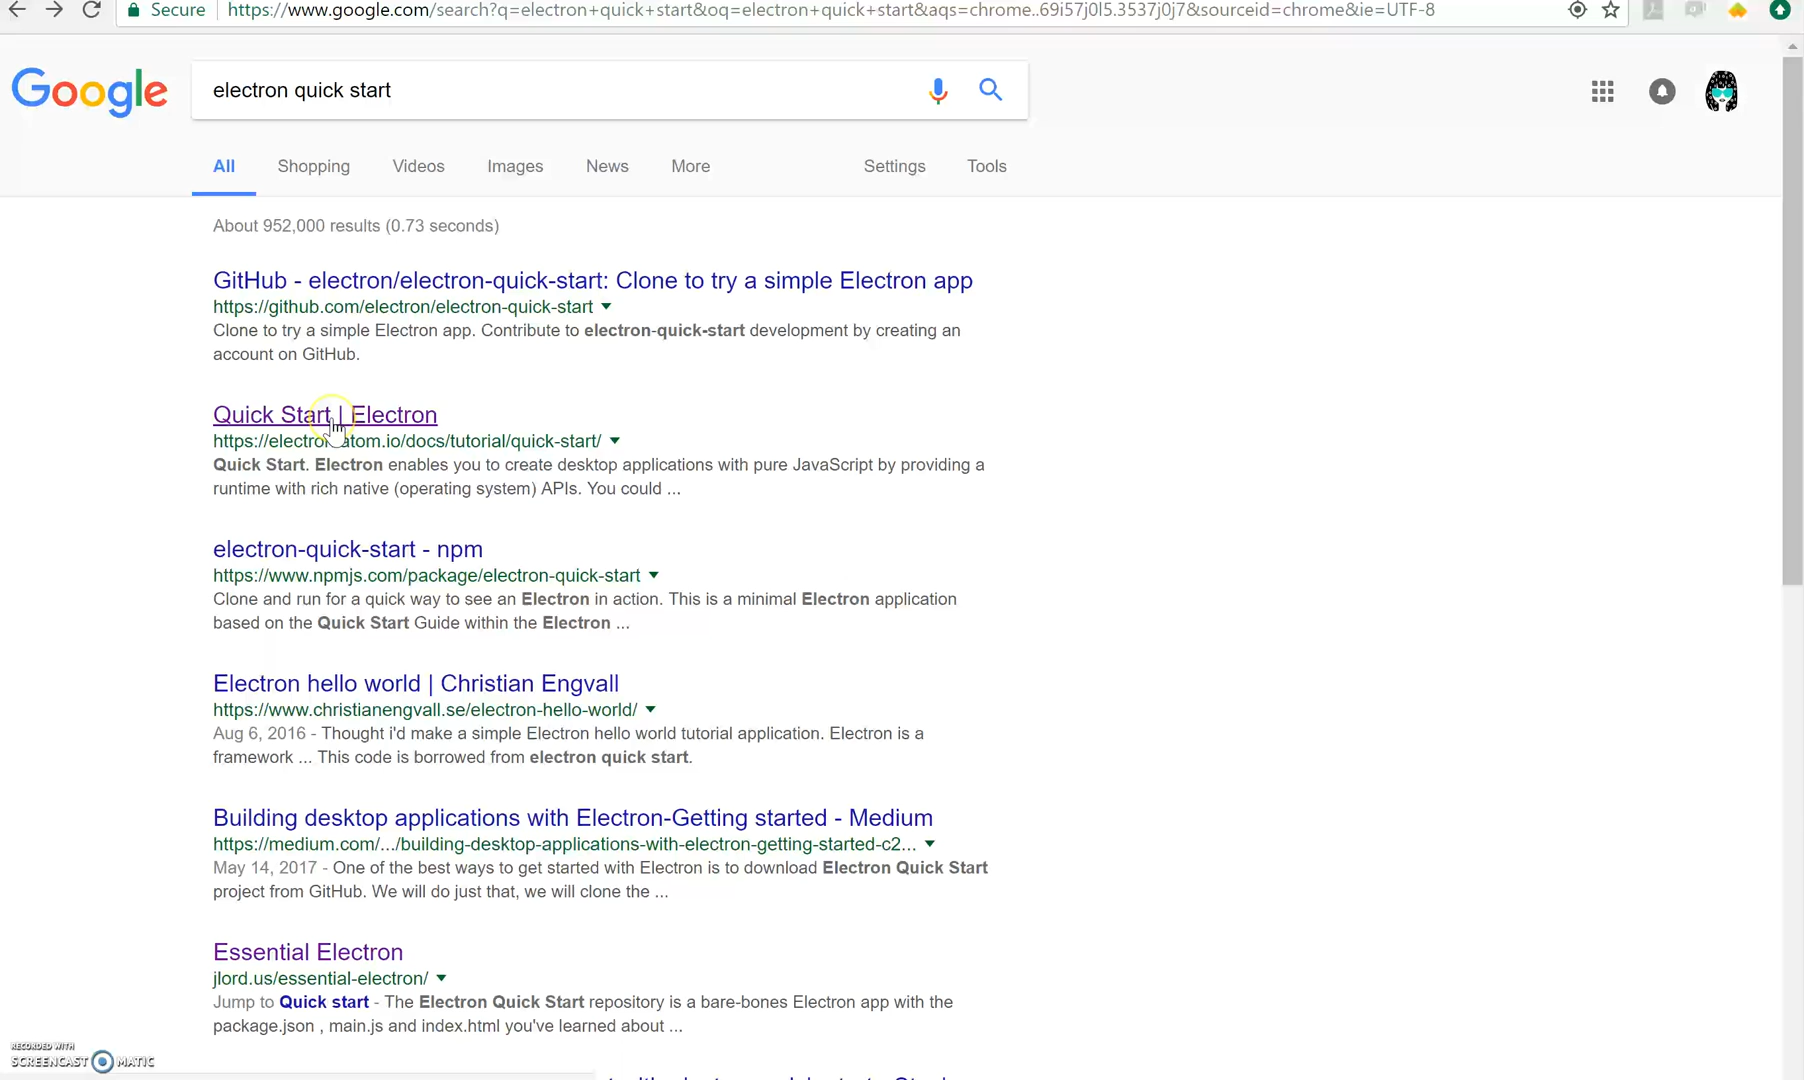 Secure https://www.google.com/search?q=electron+quick+start&oq=electron+quick+start&aqs=chrome..69i57j0l5.3537j0j7&sourceid=chrome&ie=UTF-8
Google electron quick start
All Shopping Videos Images News More Settings Tools
About 952,000 results (0.73 seconds)
GitHub - electron/electron-quick-start: Clone to try a simple Electron app
https://github.com/electron/electron-quick-start
Clone to try a simple Electron app. Contribute to electron-quick-start development by creating an
account on GitHub.
Quick Start | Electron
https://electron.atom.io/docs/tutorial/quick-start/
Quick Start. Electron enables you to create desktop applications with pure JavaScript by providing a
runtime with rich native (operating system) APIs. You could ...
electron-quick-start - npm
https://www.npmjs.com/package/electron-quick-start
Clone and run for a quick way to see an Electron in action. This is a minimal Electron application
based on the Quick Start Guide within the Electron ...
Electron hello world | Christian Engvall
https://www.christianengvall.se/electron-hello-world/
Aug 6, 2016 - Thought i'd make a simple Electron hello world tutorial application. Electron is a
framework ... This code is borrowed from electron quick start.
Building desktop applications with Electron-Getting started - Medium
https://medium.com/.../building-desktop-applications-with-electron-getting-started-c2...
May 14, 2017 - One of the best ways to get started with Electron is to download Electron Quick Start
project from GitHub. We will do just that, we will clone the ...
Essential Electron
jlord.us/essential-electron/
Jump to Quick start - The Electron Quick Start repository is a bare-bones Electron app with the
package.json , main.js and index.html you've learned about ...
RECORDED WITH
SCREENCAST MATIC